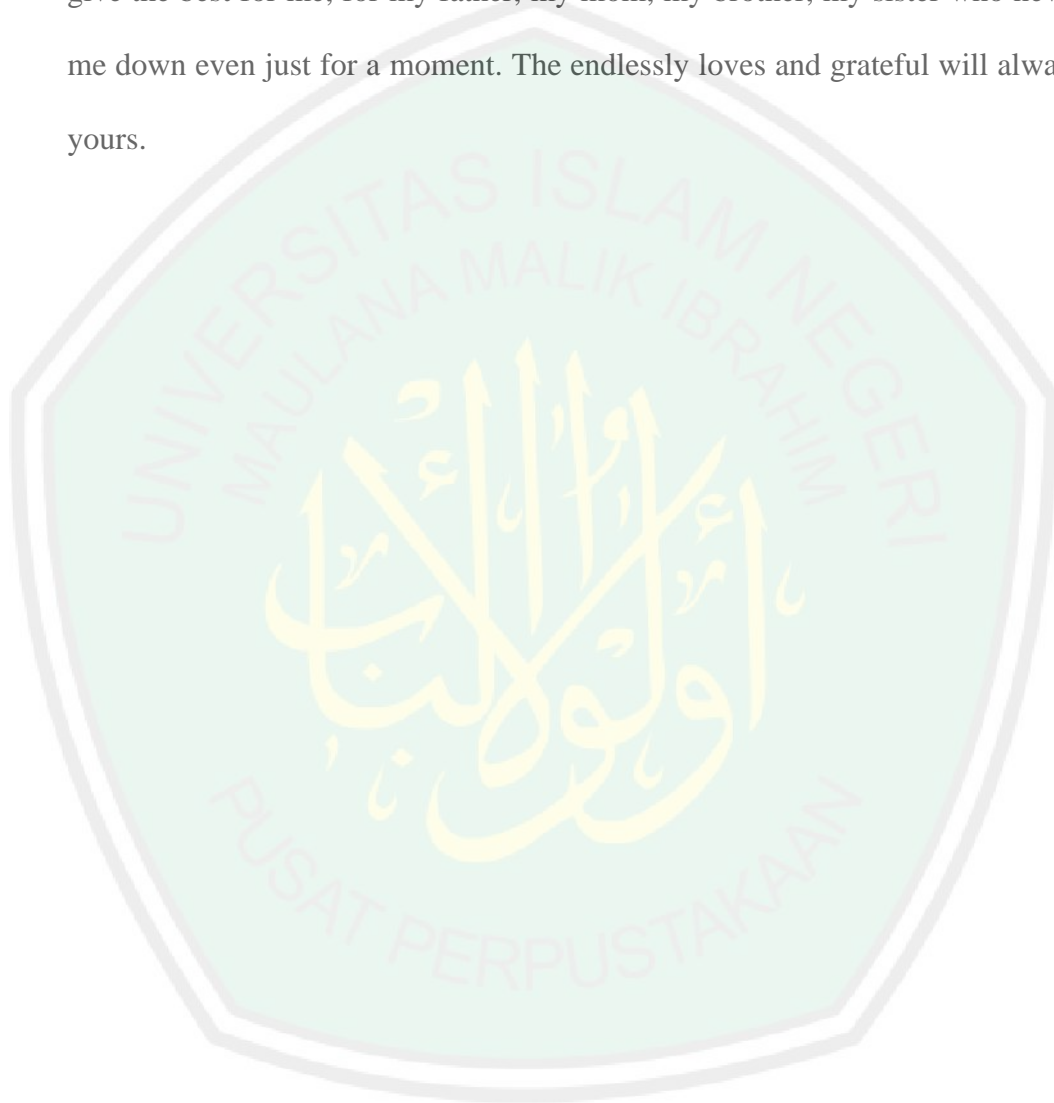 give the best for me, for my father, my mom, my brother, my sister who
me down even just for a moment. The endlessly loves and grateful will
yours.
UNIVERSITAS ISLAM NEGERI
MAULANA MALIK IBRAHIM
أولوا الألباب
PUSAT PERPUSTAKAAN